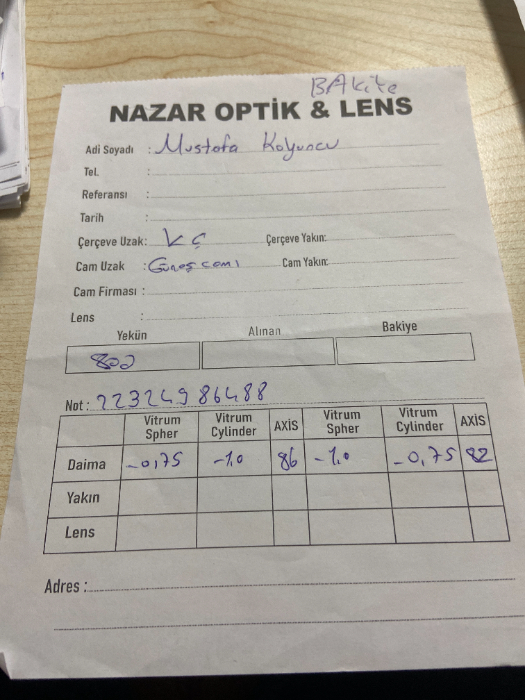 BAkite
NAZAR OPTİK & LENS
Adi Soyadı : Mustafa Koyuncu
Tel. :
Referansı :
Tarih :
Çerçeve Uzak: KÇ Çerçeve Yakın:
Cam Uzak : Güneş camı Cam Yakın:
Cam Firması :
Lens :
Yekün Alınan Bakiye
800
Not : 22324986488
Vitrum Spher Vitrum Cylinder AXİS Vitrum Spher Vitrum Cylinder AXİS
Daima -0,75 -1,0 86 -1,0 -0,75 82
Yakın
Lens
Adres :